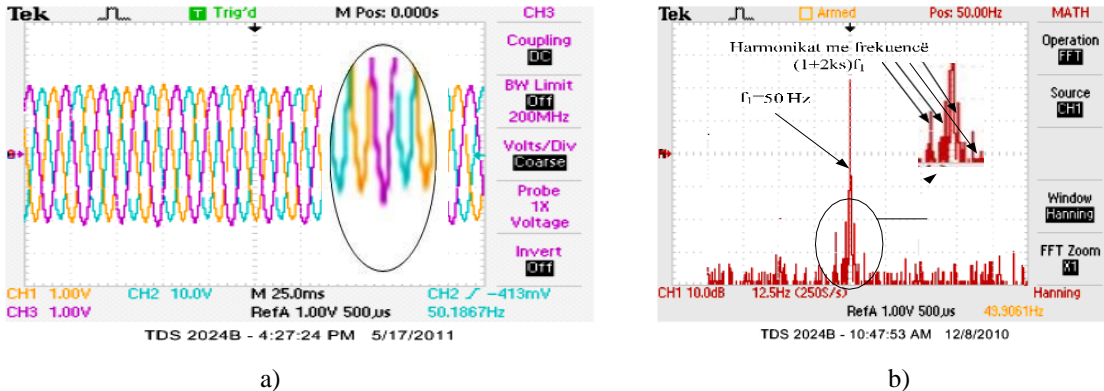 Tek Trig'd M Pos: 0.000s CH3
Coupling
DC
BW Limit
Off
200MHz
Volts/Div
Coarse
Probe
1X
Voltage
Invert
Off
CH1 1.00V CH2 10.0V M 25.0ms CH2 -413mV
CH3 1.00V RefA 1.00V 500µs 50.1867Hz
TDS 2024B - 4:27:24 PM 5/17/2011
a)
Tek Armed Pos: 50.00Hz MATH
Harmonikat me frekuencë
(1+2ks)f₁
f₁=50 Hz
Operation
FFT
Source
CH1
Window
Hanning
FFT Zoom
X1
CH1 10.0dB 12.5Hz (250S/s) Hanning
RefA 1.00V 500µs 49.9061Hz
TDS 2024B - 10:47:53 AM 12/8/2010
b)